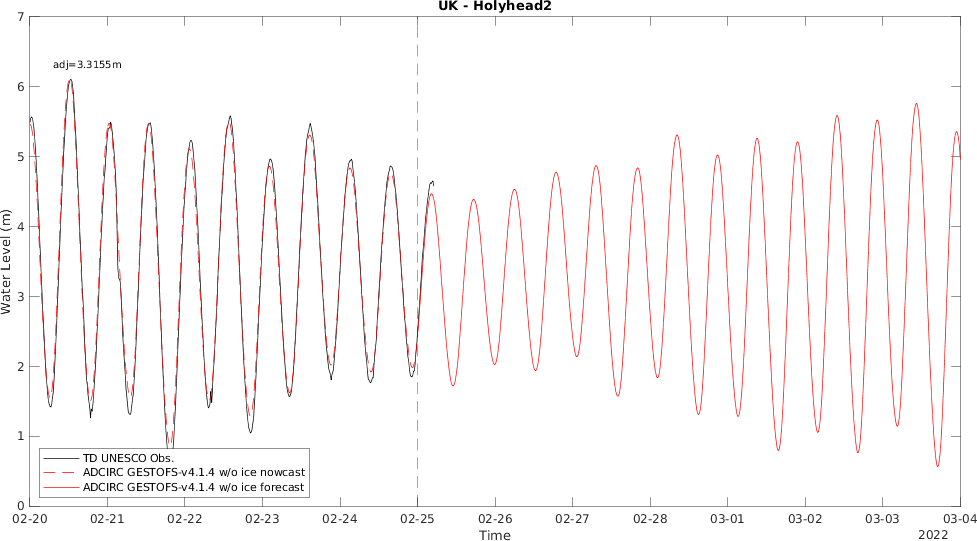 UK - Holyhead2
7
adj=3.3155m
6
5
4
3
2
1
0
Water Level (m)
TD UNESCO Obs.
ADCIRC GESTOFS-v4.1.4 w/o ice nowcast
ADCIRC GESTOFS-v4.1.4 w/o ice forecast
02-20 02-21 02-22 02-23 02-24 02-25 02-26 02-27 02-28 03-01 03-02 03-03 03-04
Time
2022